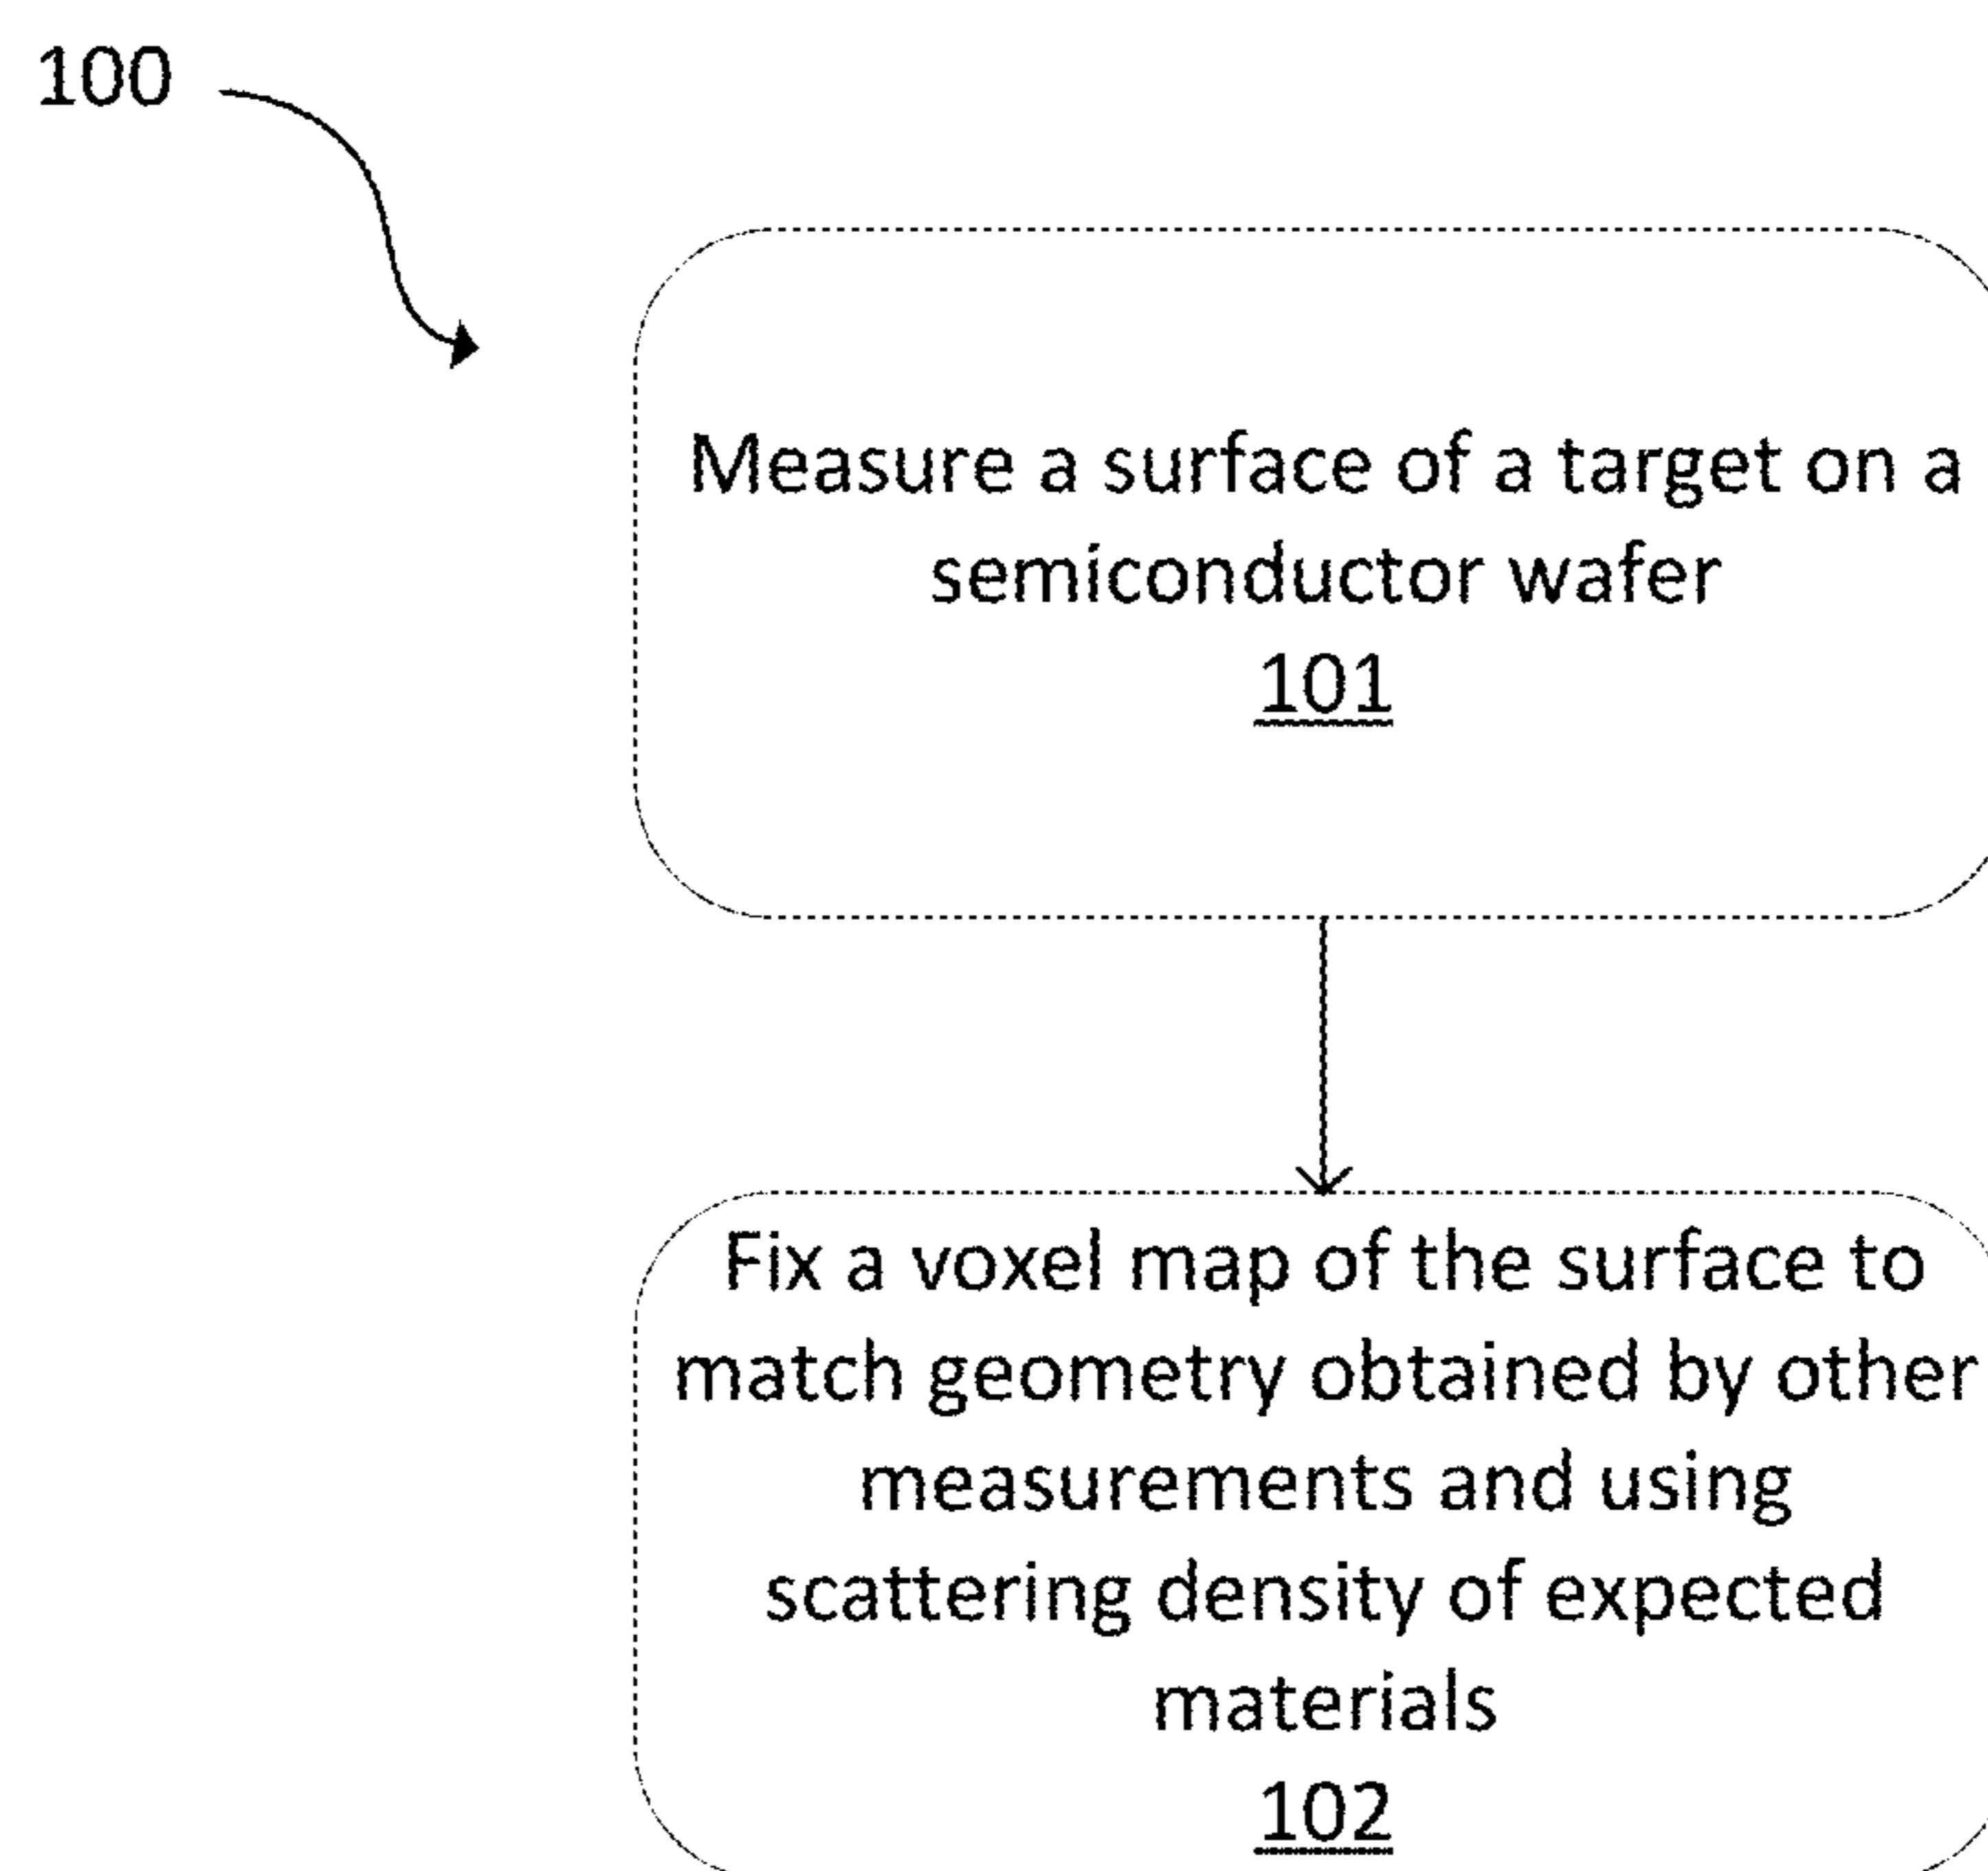 100
Measure a surface of a target on a
semiconductor wafer
101
Fix a voxel map of the surface to
match geometry obtained by other
measurements and using
scattering density of expected
materials
102